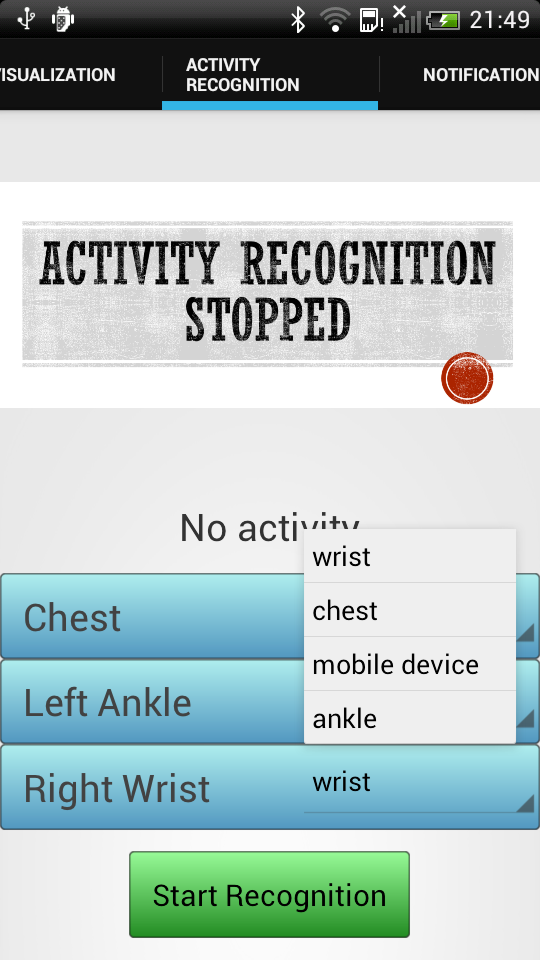 21:49
ISUALIZATION
ACTIVITY
RECOGNITION
NOTIFICATION
ACTIVITY RECOGNITION
STOPPED
No activity
wrist
chest
mobile device
ankle
Chest
Left Ankle
Right Wrist
wrist
Start Recognition